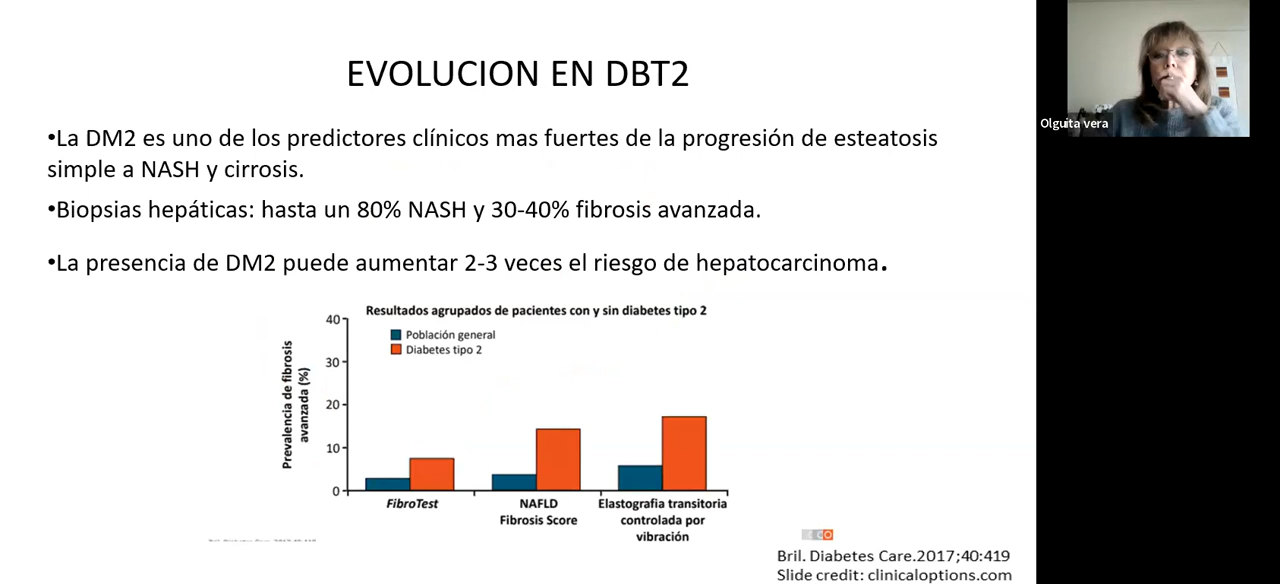 EVOLUCION EN DBT2
•La DM2 es uno de los predictores clínicos mas fuertes de la progresión de esteatosis
simple a NASH y cirrosis.
•Biopsias hepáticas: hasta un 80% NASH y 30-40% fibrosis avanzada.
•La presencia de DM2 puede aumentar 2-3 veces el riesgo de hepatocarcinoma.
Resultados agrupados de pacientes con y sin diabetes tipo 2
Población general
Diabetes tipo 2
Prevalencia de fibrosis
avanzada (%)
40
30
20
10
0
FibroTest
NAFLD
Fibrosis Score
Elastografia transitoria
controlada por
vibración
CO
Bril. Diabetes Care.2017;40:419
Slide credit: clinicaloptions.com
Olguita vera